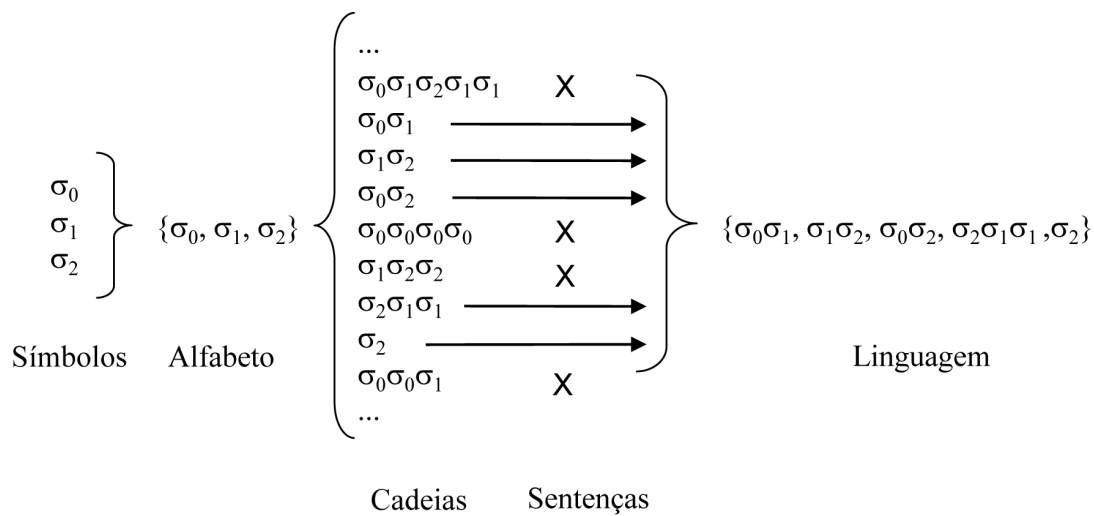 ...
σ₀σ₁σ₂σ₁σ₁ X
σ₀σ₁
σ₁σ₂
σ₀σ₂
σ₀σ₀σ₀σ₀ X
σ₁σ₂σ₂ X
σ₂σ₁σ₁
σ₂
σ₀σ₀σ₁ X
...
σ₀
σ₁
σ₂
{σ₀, σ₁, σ₂}
{σ₀σ₁, σ₁σ₂, σ₀σ₂, σ₂σ₁σ₁ ,σ₂}
Símbolos
Alfabeto
Linguagem
Cadeias
Sentenças